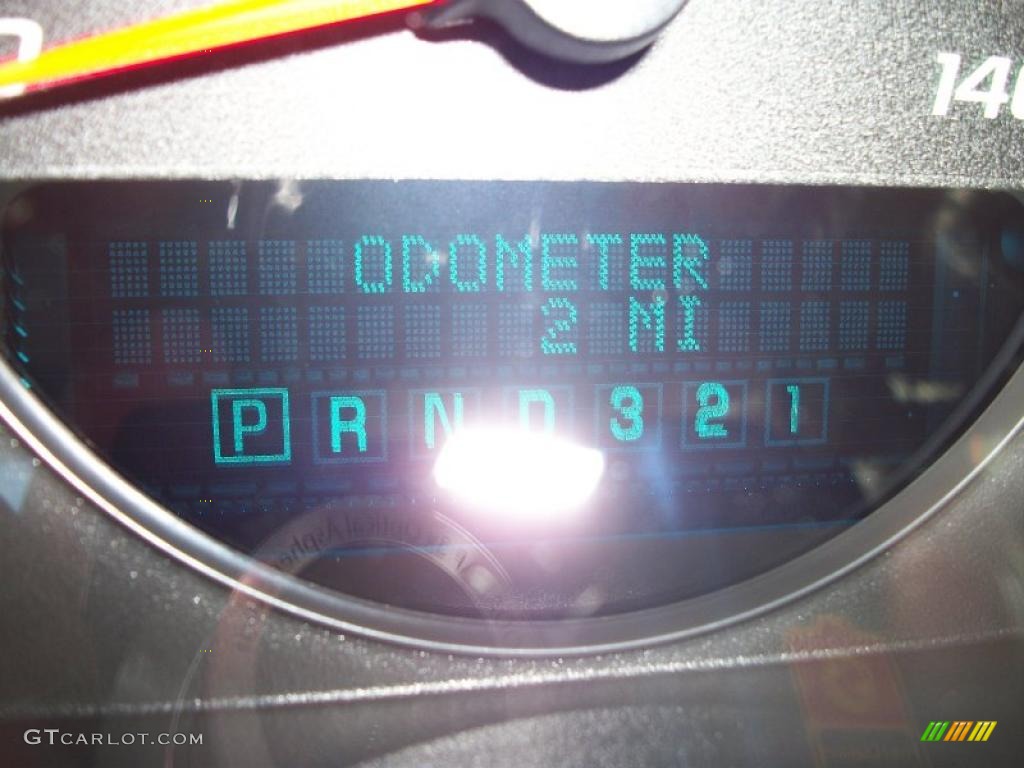 140
ODOMETER
2 MI
P R N D 3 2 1
GTCARLOT.COM